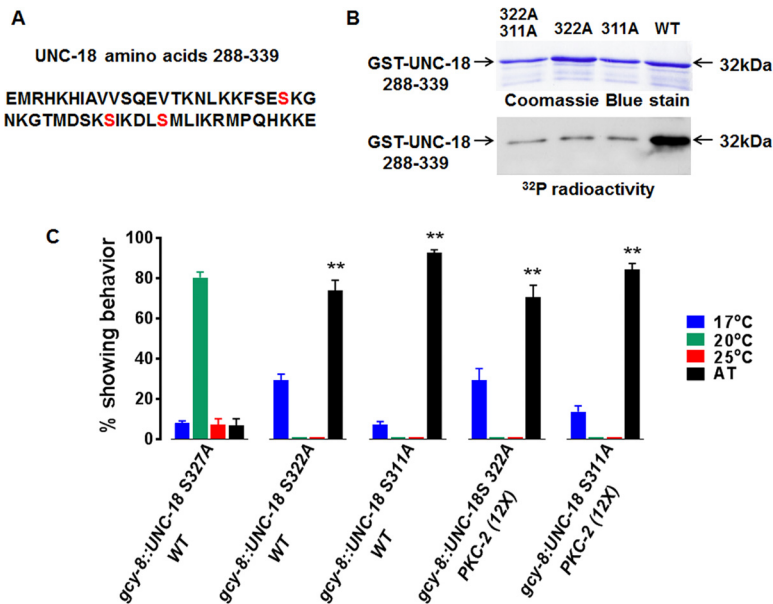 A
UNC-18 amino acids 288-339
EMRHKHIAVVSQEVTKNLKKFSESKG
NKGTMDSKSIKDLSMLIKRMPQHKKE
B
322A
311A
322A
311A
WT
GST-UNC-18
288-339
32kDa
Coomassie Blue stain
GST-UNC-18
288-339
32kDa
32P radioactivity
C
% showing behavior
100
80
60
40
20
0
**
**
**
**
17ºC
20ºC
25ºC
AT
gcy-8::UNC-18 S327A
WT
gcy-8::UNC-18 S322A
WT
gcy-8::UNC-18 S311A
WT
gcy-8::UNC-18S 322A
PKC-2 (12X)
gcy-8::UNC-18 S311A
PKC-2 (12X)